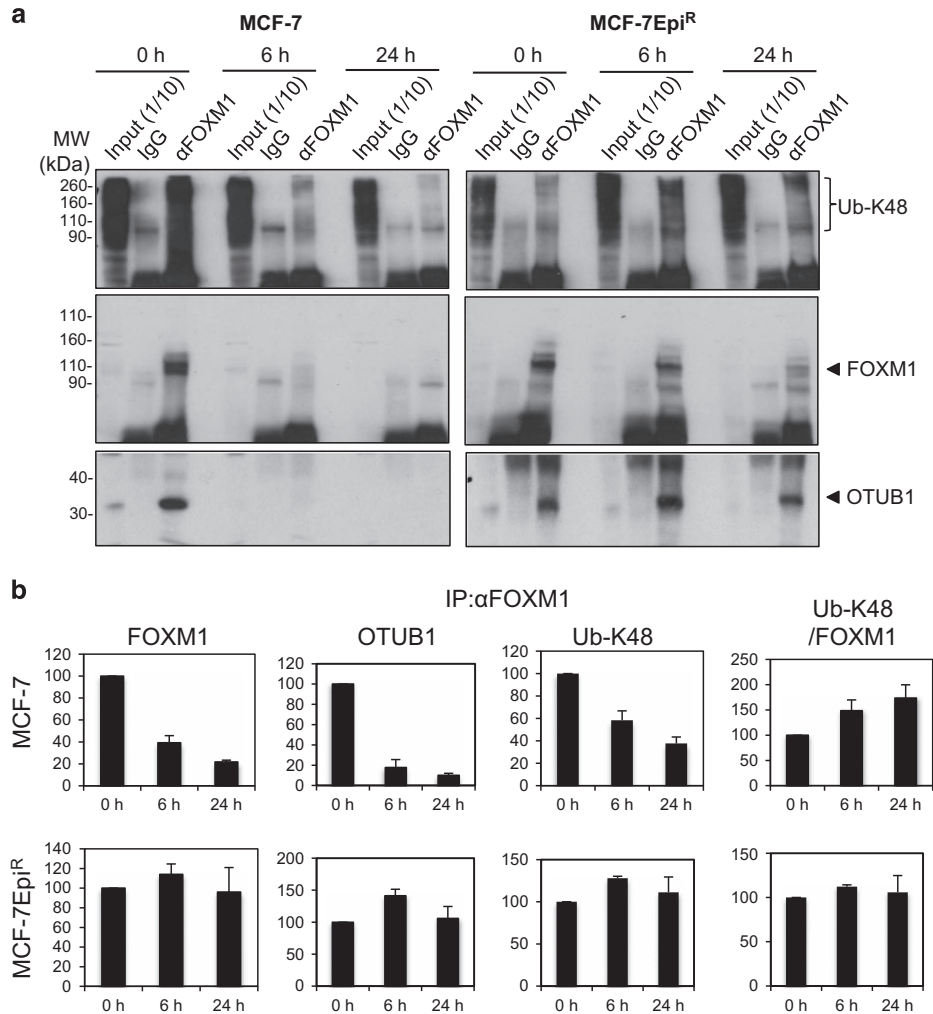 a
MCF-7
MCF-7Epiᴿ
0 h
6 h
24 h
0 h
6 h
24 h
Input (1/10)
IgG
αFOXM1
Input (1/10)
IgG
αFOXM1
Input (1/10)
IgG
αFOXM1
Input (1/10)
IgG
αFOXM1
Input (1/10)
IgG
αFOXM1
Input (1/10)
IgG
αFOXM1
MW
(kDa)
260-
160-
110-
90-
Ub-K48
110-
160-
110-
90-
FOXM1
40-
30-
OTUB1
b
IP:αFOXM1
FOXM1
OTUB1
Ub-K48
Ub-K48
/FOXM1
MCF-7
120
100
80
60
40
20
0
0 h
6 h
24 h
120
100
80
60
40
20
0
0 h
6 h
24 h
120
100
80
60
40
20
0
0 h
6 h
24 h
250
200
150
100
50
0
0 h
6 h
24 h
MCF-7Epiᴿ
140
120
100
80
60
40
20
0
0 h
6 h
24 h
200
150
100
50
0
0 h
6 h
24 h
150
100
50
0
0 h
6 h
24 h
150
100
50
0
0 h
6 h
24 h